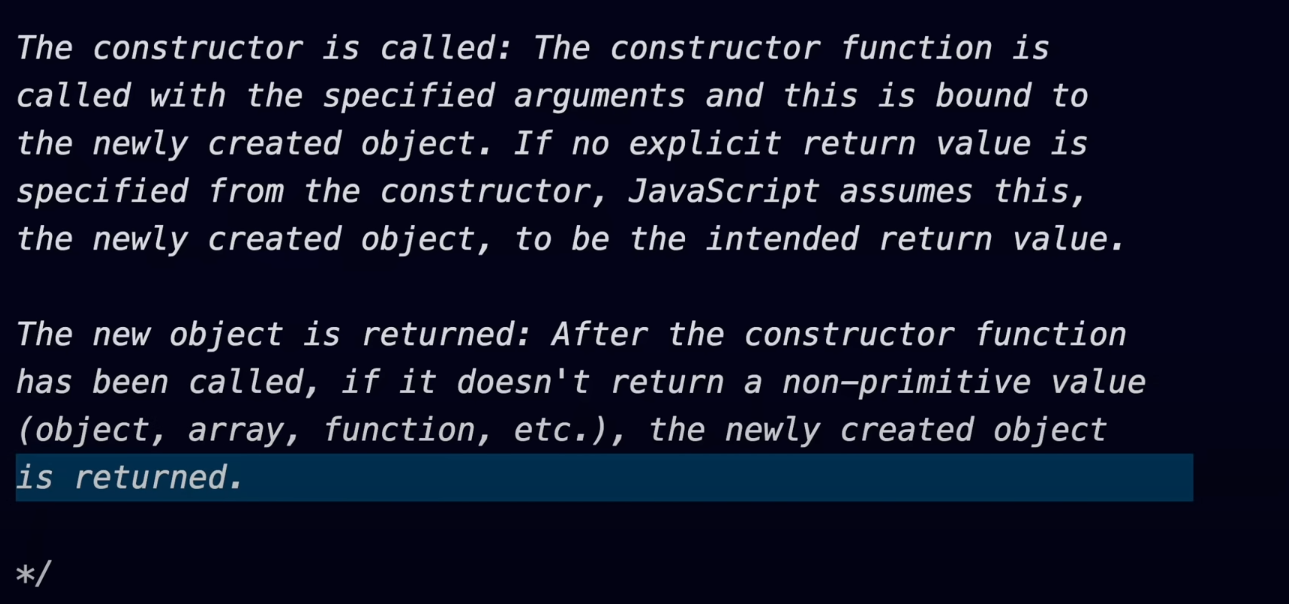 The constructor is called: The constructor function is
called with the specified arguments and this is bound to
the newly created object. If no explicit return value is
specified from the constructor, JavaScript assumes this,
the newly created object, to be the intended return value.
The new object is returned: After the constructor function
has been called, if it doesn't return a non-primitive value
(object, array, function, etc.), the newly created object
is returned.
*/